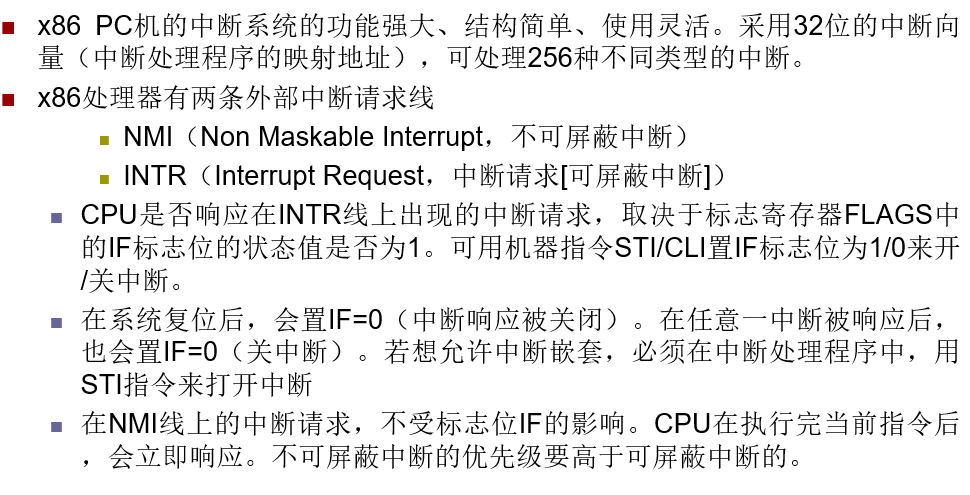 x86 PC机的中断系统的功能强大、结构简单、使用灵活。采用32位的中断向
量（中断处理程序的映射地址），可处理256种不同类型的中断。
x86处理器有两条外部中断请求线
NMI（Non Maskable Interrupt，不可屏蔽中断）
INTR（Interrupt Request，中断请求[可屏蔽中断]）
CPU是否响应在INTR线上出现的中断请求，取决于标志寄存器FLAGS中
的IF标志位的状态值是否为1。可用机器指令STI/CLI置IF标志位为1/0来开
/关中断。
在系统复位后，会置IF=0（中断响应被关闭）。在任意一中断被响应后，
也会置IF=0（关中断）。若想允许中断嵌套，必须在中断处理程序中，用
STI指令来打开中断
在NMI线上的中断请求，不受标志位IF的影响。CPU在执行完当前指令后
，会立即响应。不可屏蔽中断的优先级要高于可屏蔽中断的。